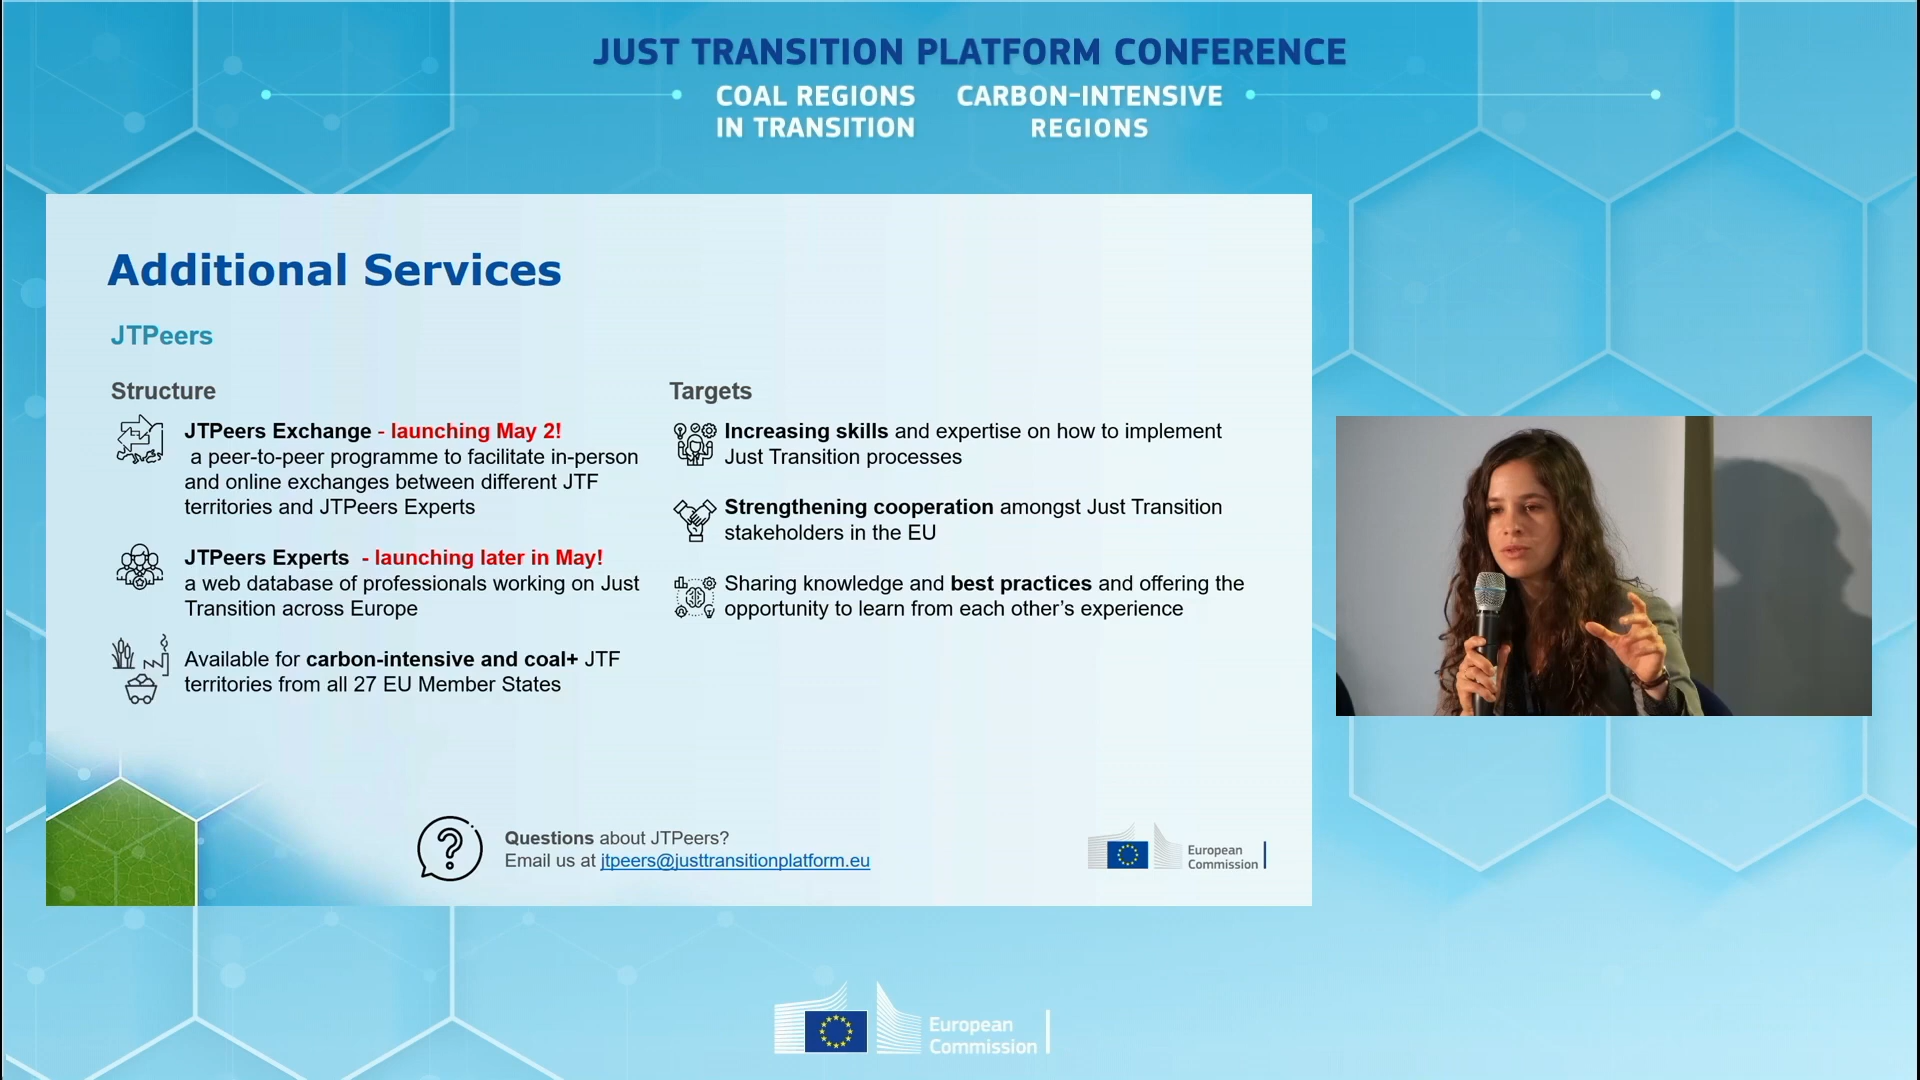 JUST TRANSITION PLATFORM CONFERENCE
COAL REGIONS
IN TRANSITION
CARBON-INTENSIVE
REGIONS
Additional Services
JTPeers
Structure
JTPeers Exchange - launching May 2!
a peer-to-peer programme to facilitate in-person
and online exchanges between different JTF
territories and JTPeers Experts
JTPeers Experts - launching later in May!
a web database of professionals working on Just
Transition across Europe
Available for carbon-intensive and coal+ JTF
territories from all 27 EU Member States
Targets
Increasing skills and expertise on how to implement
Just Transition processes
Strengthening cooperation amongst Just Transition
stakeholders in the EU
Sharing knowledge and best practices and offering the
opportunity to learn from each other’s experience
Questions about JTPeers?
Email us at jtpeers@justtransitionplatform.eu
European
Commission
European
Commission